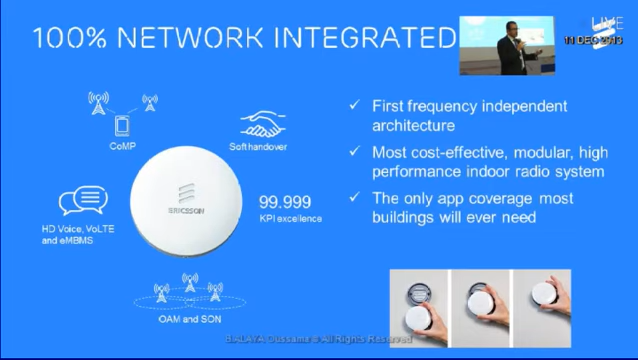 100% NETWORK INTEGRATED
LIVE
11 DEC 2013
CoMP
Soft handover
ERICSSON
99.999
KPI excellence
HD Voice, VoLTE
and eMBMS
OAM and SON
✓ First frequency independent
architecture
✓ Most cost-effective, modular, high
performance indoor radio system
✓ The only app coverage most
buildings will ever need
Oussama © All Rights Reserved